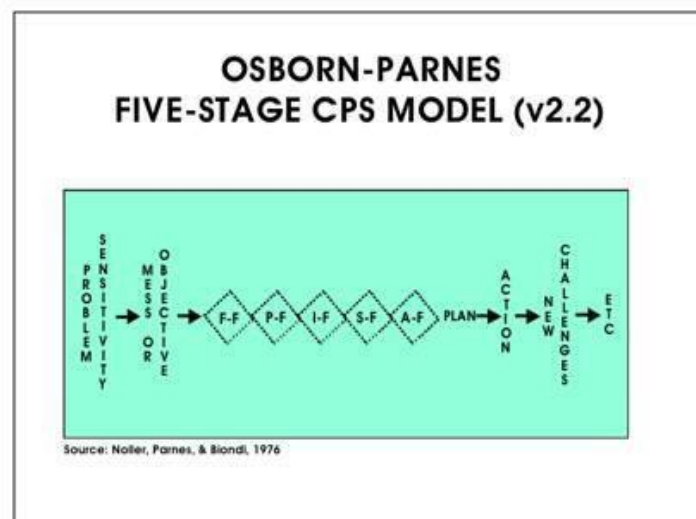 OSBORN-PARNES
FIVE-STAGE CPS MODEL (v2.2)
PROBLEM
SENSITIVITY
MESS OR
OBJECTIVE
F-F
P-F
I-F
S-F
A-F
PLAN
ACTION
NEW
CHALLENGES
ETC
Source: Noller, Parnes, & Biondi, 1976